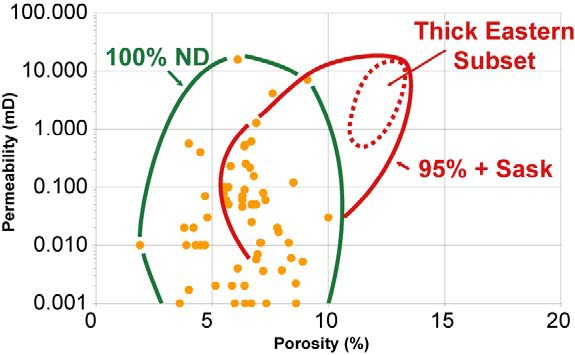 100.000
10.000
1.000
0.100
0.010
0.001
Permeability (mD)
100% ND
Thick Eastern
Subset
95% + Sask
0
5
10
15
20
Porosity (%)